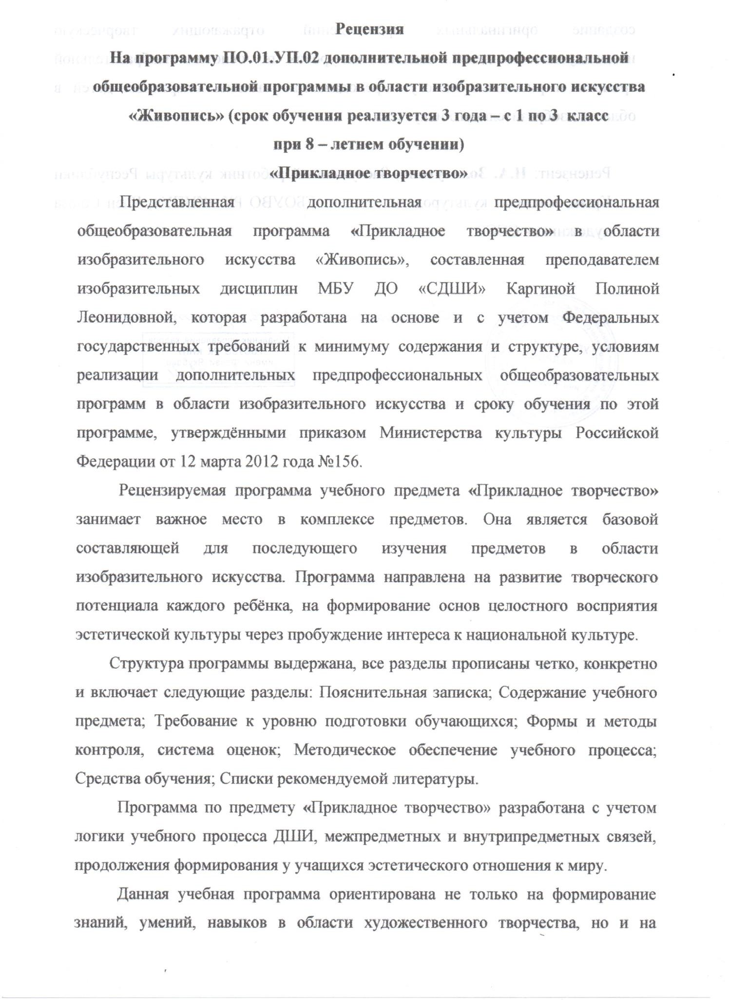 Рецензия
На программу ПО.01.УП.02 дополнительной предпрофессиональной
общеобразовательной программы в области изобразительного искусства
«Живопись» (срок обучения реализуется 3 года – с 1 по 3 класс
при 8 – летнем обучении)
«Прикладное творчество»
Представленная дополнительная предпрофессиональная
общеобразовательная программа «Прикладное творчество» в области
изобразительного искусства «Живопись», составленная преподавателем
изобразительных дисциплин МБУ ДО «СДШИ» Каргиной Полиной
Леонидовной, которая разработана на основе и с учетом Федеральных
государственных требований к минимуму содержания и структуре, условиям
реализации дополнительных предпрофессиональных общеобразовательных
программ в области изобразительного искусства и сроку обучения по этой
программе, утверждёнными приказом Министерства культуры Российской
Федерации от 12 марта 2012 года №156.
Рецензируемая программа учебного предмета «Прикладное творчество»
занимает важное место в комплексе предметов. Она является базовой
составляющей для последующего изучения предметов в области
изобразительного искусства. Программа направлена на развитие творческого
потенциала каждого ребёнка, на формирование основ целостного восприятия
эстетической культуры через пробуждение интереса к национальной культуре.
Структура программы выдержана, все разделы прописаны четко, конкретно
и включает следующие разделы: Пояснительная записка; Содержание учебного
предмета; Требование к уровню подготовки обучающихся; Формы и методы
контроля, система оценок; Методическое обеспечение учебного процесса;
Средства обучения; Списки рекомендуемой литературы.
Программа по предмету «Прикладное творчество» разработана с учетом
логики учебного процесса ДШИ, межпредметных и внутрипредметных связей,
продолжения формирования у учащихся эстетического отношения к миру.
Данная учебная программа ориентирована не только на формирование
знаний, умений, навыков в области художественного творчества, но и на